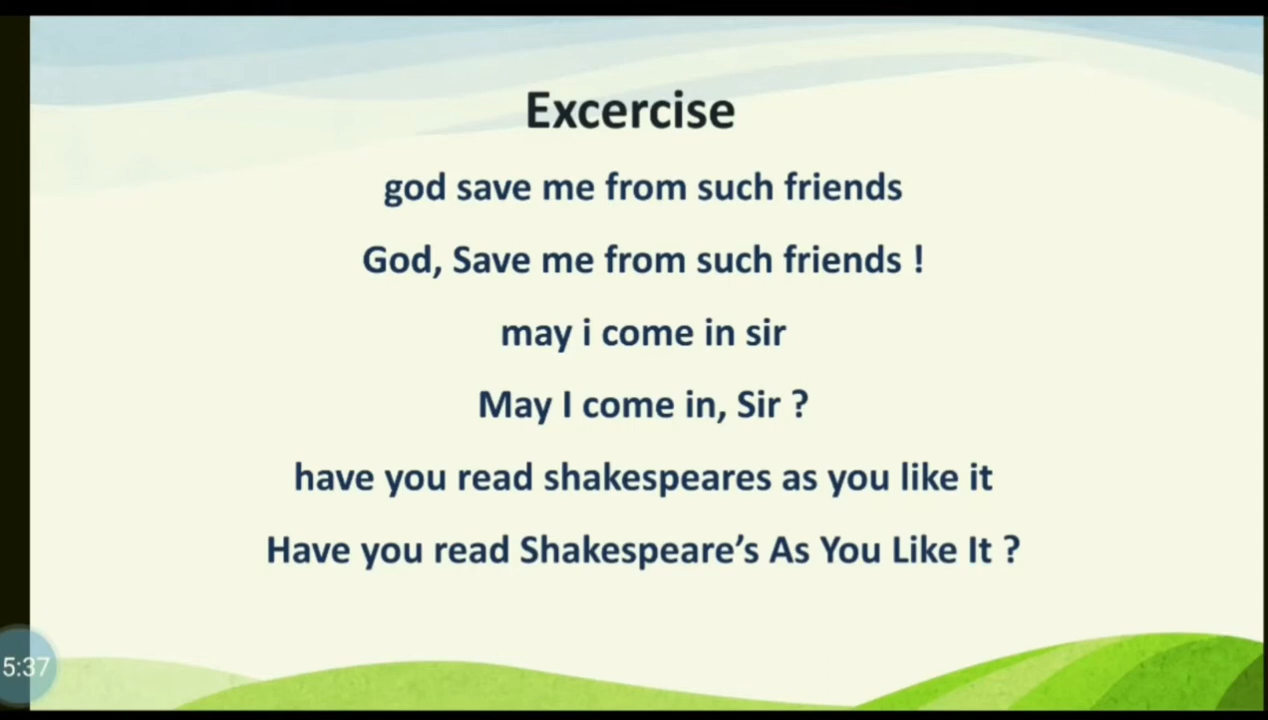 Excercise
god save me from such friends
God, Save me from such friends !
may i come in sir
May I come in, Sir ?
have you read shakespeares as you like it
Have you read Shakespeare’s As You Like It ?
5:37